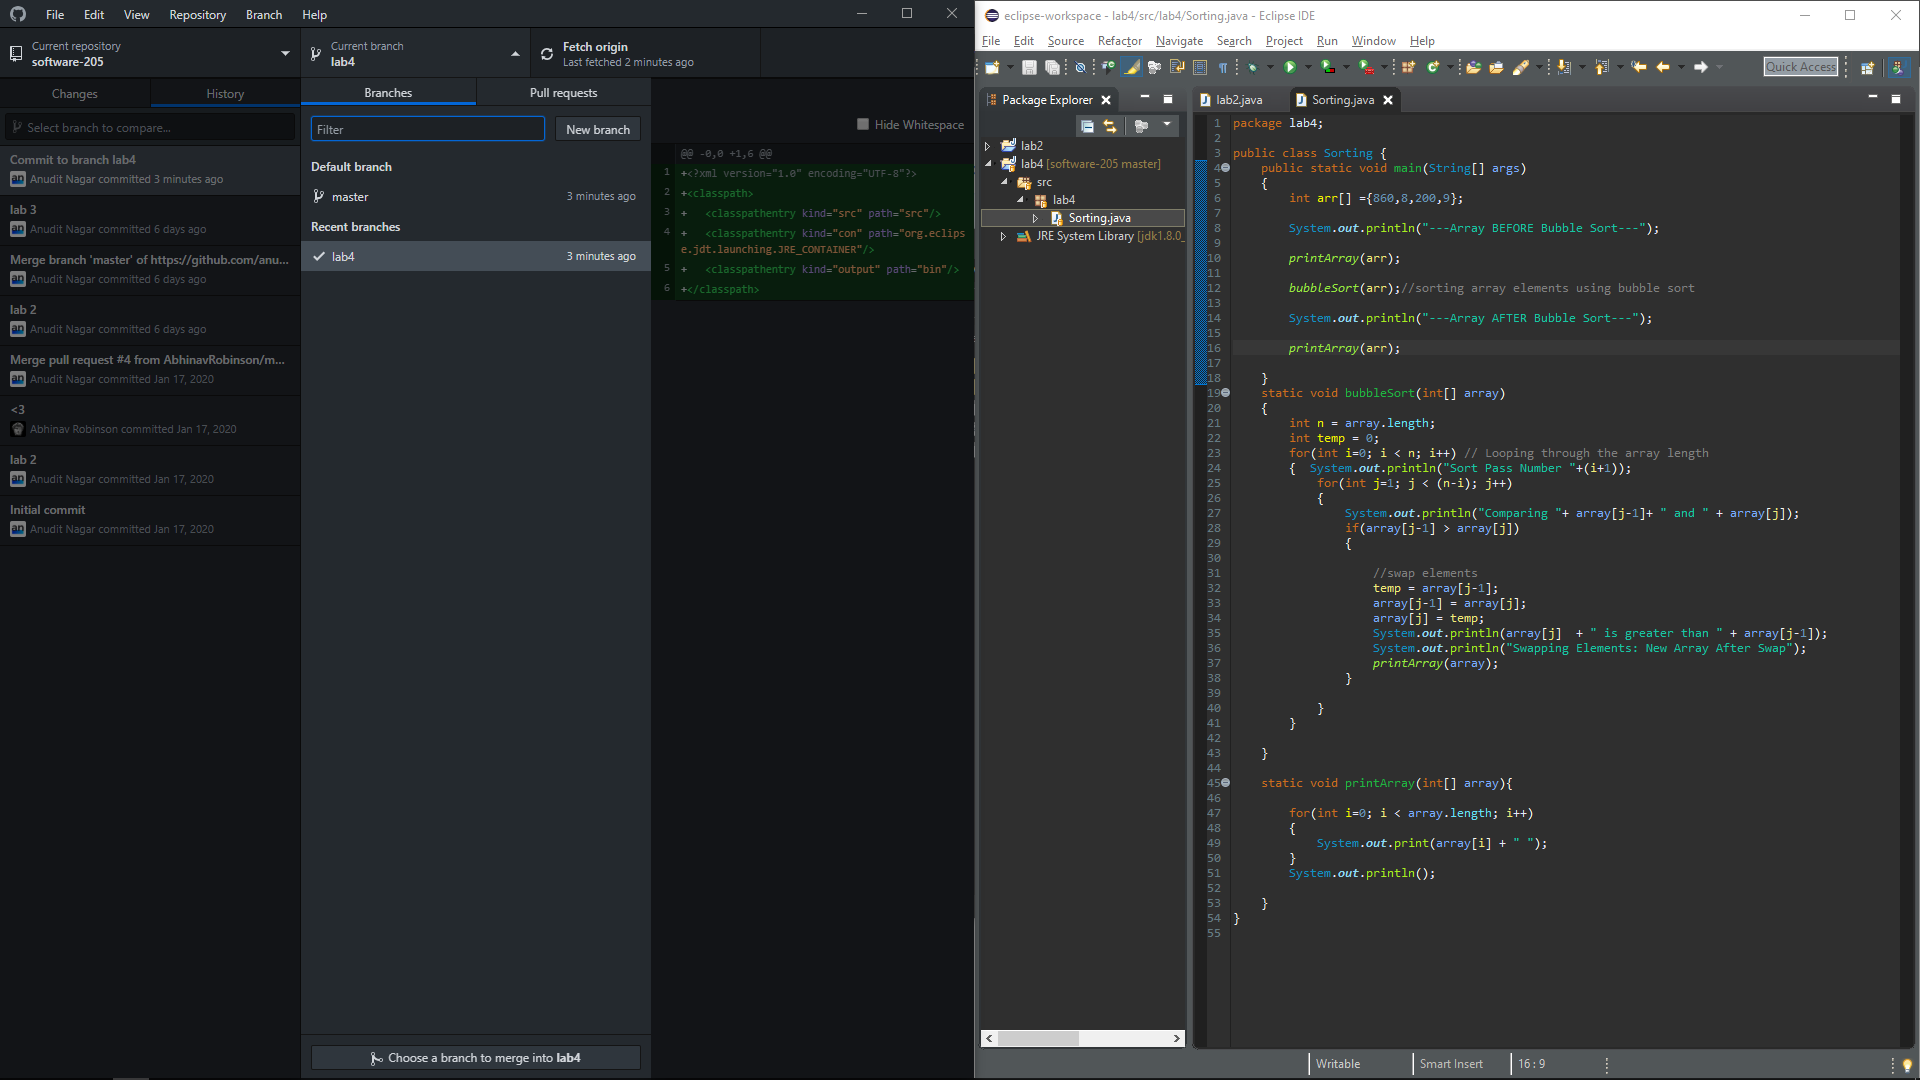 File Edit View Repository Branch Help
Current repository
software-205
Current branch
lab4
Fetch origin
Last fetched 2 minutes ago
Changes
History
Select branch to compare...
Commit to branch lab4
Anudit Nagar committed 3 minutes ago
lab 3
Anudit Nagar committed 6 days ago
Merge branch 'master' of https://github.com/anu...
Anudit Nagar committed 6 days ago
lab 2
Anudit Nagar committed 6 days ago
Merge pull request #4 from AbhinavRobinson/m...
Anudit Nagar committed Jan 17, 2020
<3
Abhinav Robinson committed Jan 17, 2020
lab 2
Anudit Nagar committed Jan 17, 2020
Initial commit
Anudit Nagar committed Jan 17, 2020
Branches
Pull requests
Filter
New branch
Default branch
master 3 minutes ago
Recent branches
lab4 3 minutes ago
Choose a branch to merge into lab4
Hide Whitespace
@@ -0,0 +1,6 @@
1 +<?xml version="1.0" encoding="UTF-8"?>
2 +<classpath>
3 + <classpathentry kind="src" path="src"/>
4 + <classpathentry kind="con" path="org.eclips
e.jdt.launching.JRE_CONTAINER"/>
5 + <classpathentry kind="output" path="bin"/>
6 +</classpath>
eclipse-workspace - lab4/src/lab4/Sorting.java - Eclipse IDE
File Edit Source Refactor Navigate Search Project Run Window Help
Quick Access
Package Explorer
lab2
lab4 [software-205 master]
src
lab4
Sorting.java
JRE System Library [jdk1.8.0_
lab2.java
Sorting.java
1 package lab4;
2
3 public class Sorting {
4 public static void main(String[] args)
5 {
6 int arr[] ={860,8,200,9};
7
8 System.out.println("---Array BEFORE Bubble Sort---");
9
10 printArray(arr);
11
12 bubbleSort(arr);//sorting array elements using bubble sort
13
14 System.out.println("---Array AFTER Bubble Sort---");
15
16 printArray(arr);
17
18 }
19 static void bubbleSort(int[] array)
20 {
21 int n = array.length;
22 int temp = 0;
23 for(int i=0; i < n; i++) // Looping through the array length
24 { System.out.println("Sort Pass Number "+(i+1));
25 for(int j=1; j < (n-i); j++)
26 {
27 System.out.println("Comparing "+ array[j-1]+ " and " + array[j]);
28 if(array[j-1] > array[j])
29 {
30
31 //swap elements
32 temp = array[j-1];
33 array[j-1] = array[j];
34 array[j] = temp;
35 System.out.println(array[j] + " is greater than " + array[j-1]);
36 System.out.println("Swapping Elements: New Array After Swap");
37 printArray(array);
38 }
39
40 }
41 }
42
43 }
44
45 static void printArray(int[] array){
46
47 for(int i=0; i < array.length; i++)
48 {
49 System.out.print(array[i] + " ");
50 }
51 System.out.println();
52
53 }
54 }
55
Writable
Smart Insert
16 : 9